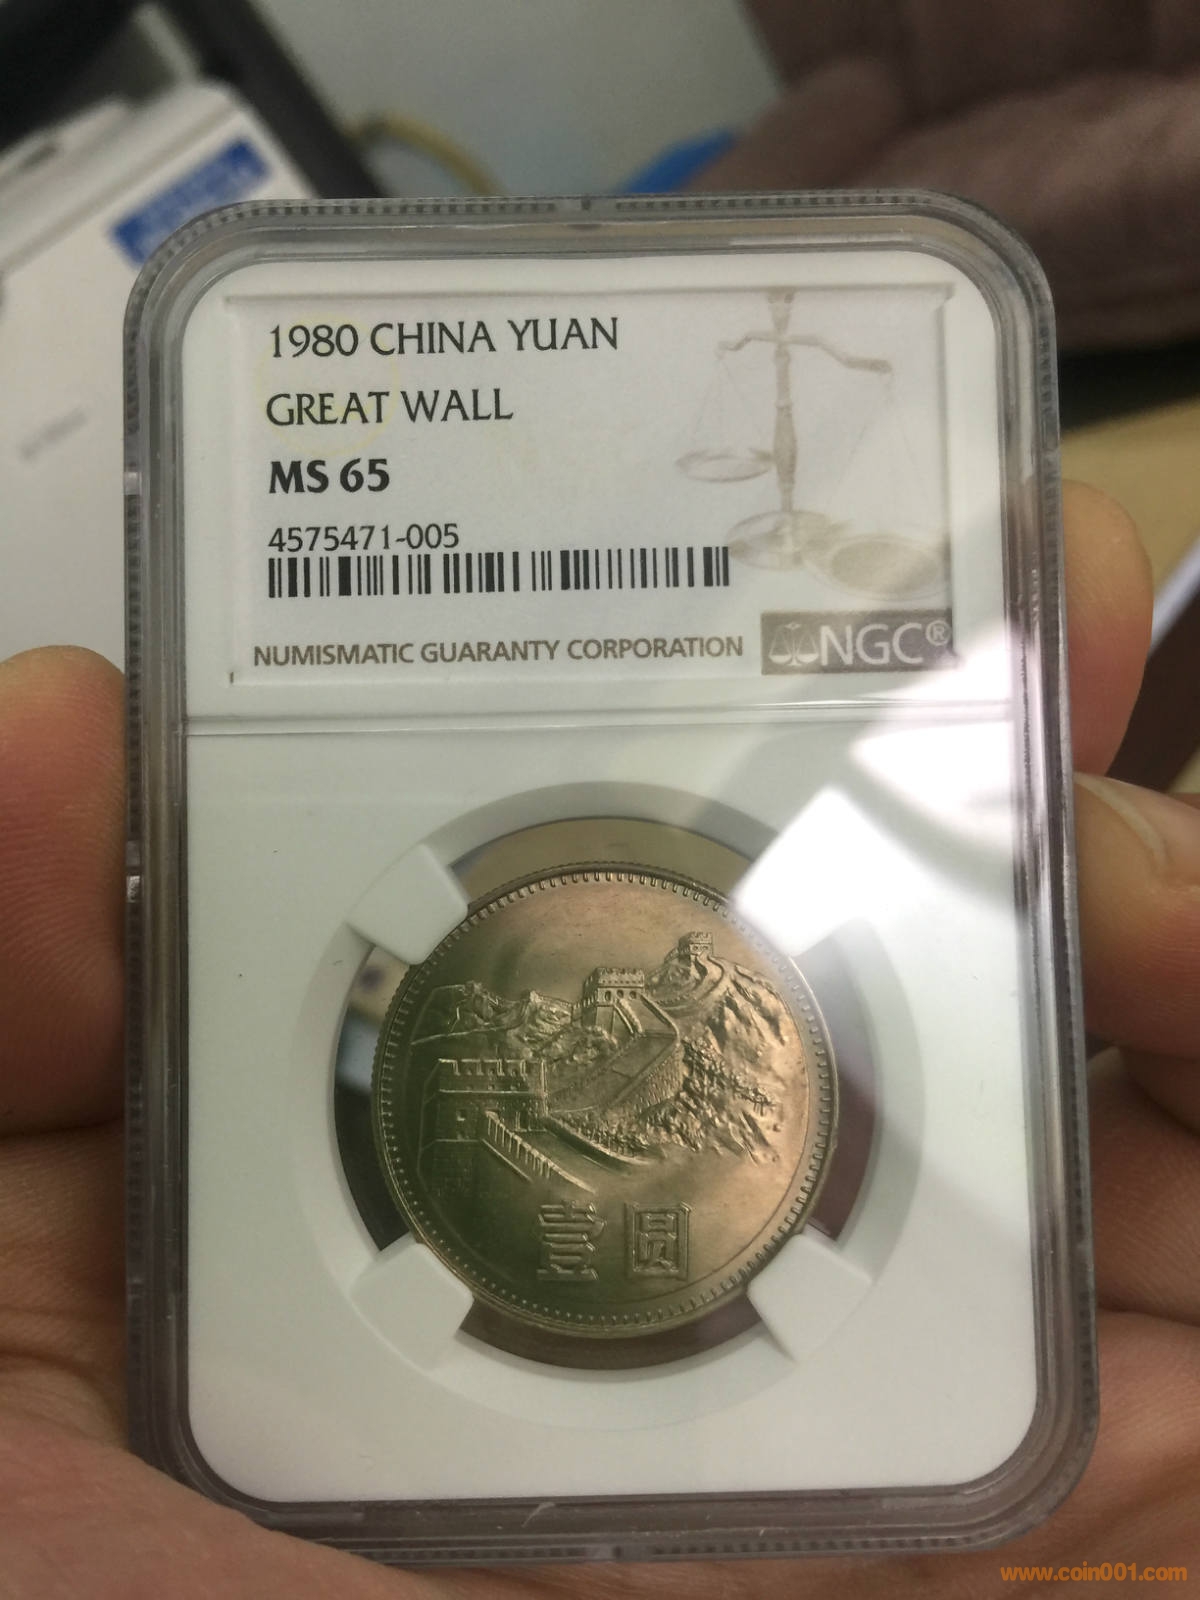 1980 CHINA YUAN
GREAT WALL
MS 65
4575471-005
NUMISMATIC GUARANTY CORPORATION
NGC®
壹圆
www.coin001.com